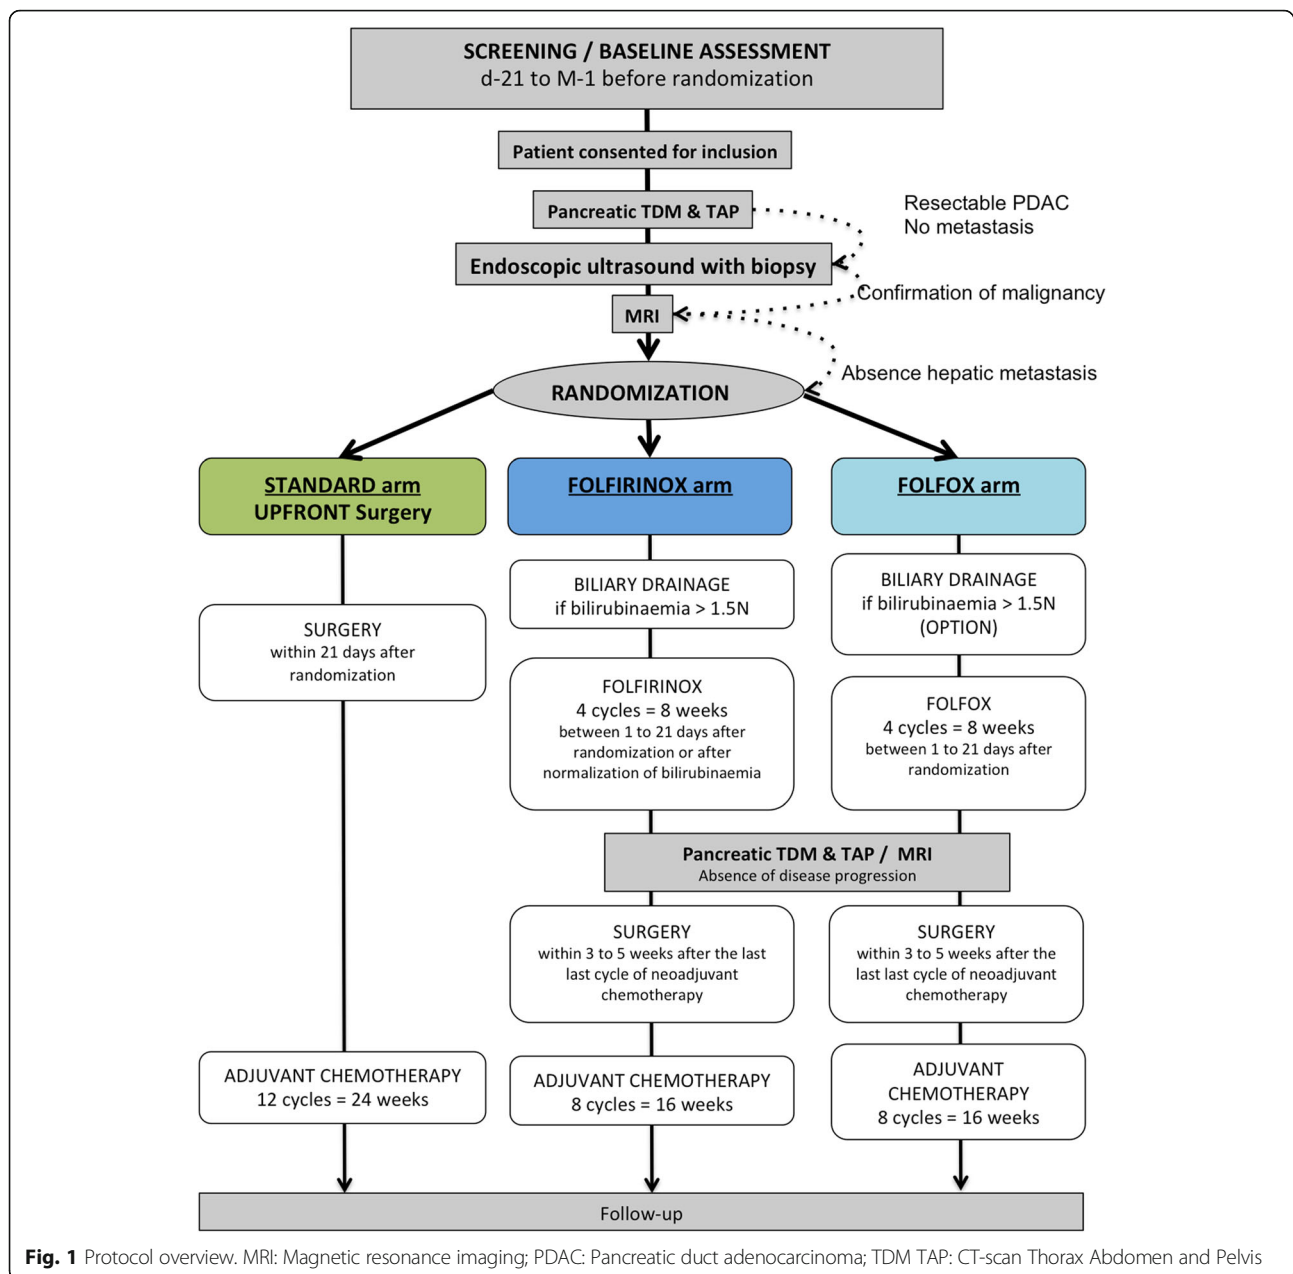 SCREENING / BASELINE ASSESSMENT
d-21 to M-1 before randomization
Patient consented for inclusion
Pancreatic TDM & TAP
Resectable PDAC
No metastasis
Endoscopic ultrasound with biopsy
Confirmation of malignancy
MRI
Absence hepatic metastasis
RANDOMIZATION
STANDARD arm
UPFRONT Surgery
SURGERY
within 21 days after
randomization
ADJUVANT CHEMOTHERAPY
12 cycles = 24 weeks
FOLFIRINOX arm
BILIARY DRAINAGE
if bilirubinaemia > 1.5N
FOLFIRINOX
4 cycles = 8 weeks
between 1 to 21 days after
randomization or after
normalization of bilirubinaemia
FOLFOX arm
BILIARY DRAINAGE
if bilirubinaemia > 1.5N
(OPTION)
FOLFOX
4 cycles = 8 weeks
between 1 to 21 days after
randomization
Pancreatic TDM & TAP / MRI
Absence of disease progression
SURGERY
within 3 to 5 weeks after the last
last cycle of neoadjuvant
chemotherapy
ADJUVANT CHEMOTHERAPY
8 cycles = 16 weeks
SURGERY
within 3 to 5 weeks after the
last last cycle of neoadjuvant
chemotherapy
ADJUVANT
CHEMOTHERAPY
8 cycles = 16 weeks
Follow-up
Fig. 1 Protocol overview. MRI: Magnetic resonance imaging; PDAC: Pancreatic duct adenocarcinoma; TDM TAP: CT-scan Thorax Abdomen and Pelvis